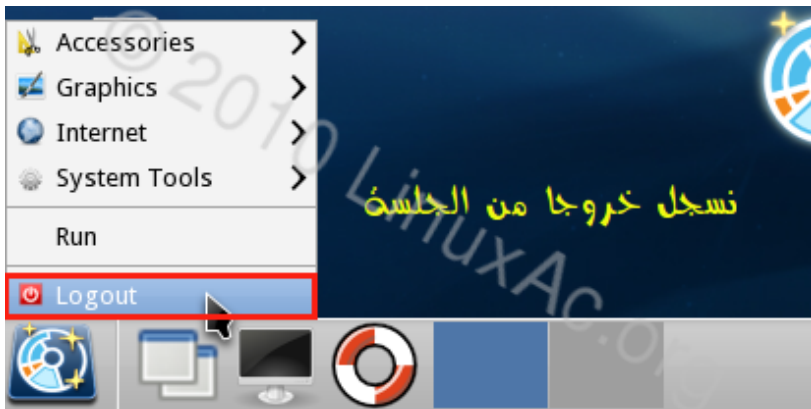 Accessories
Graphics
Internet
System Tools
Run
Logout
نسجل خروجا من الجلسة
© 2010 LinuxAc.org